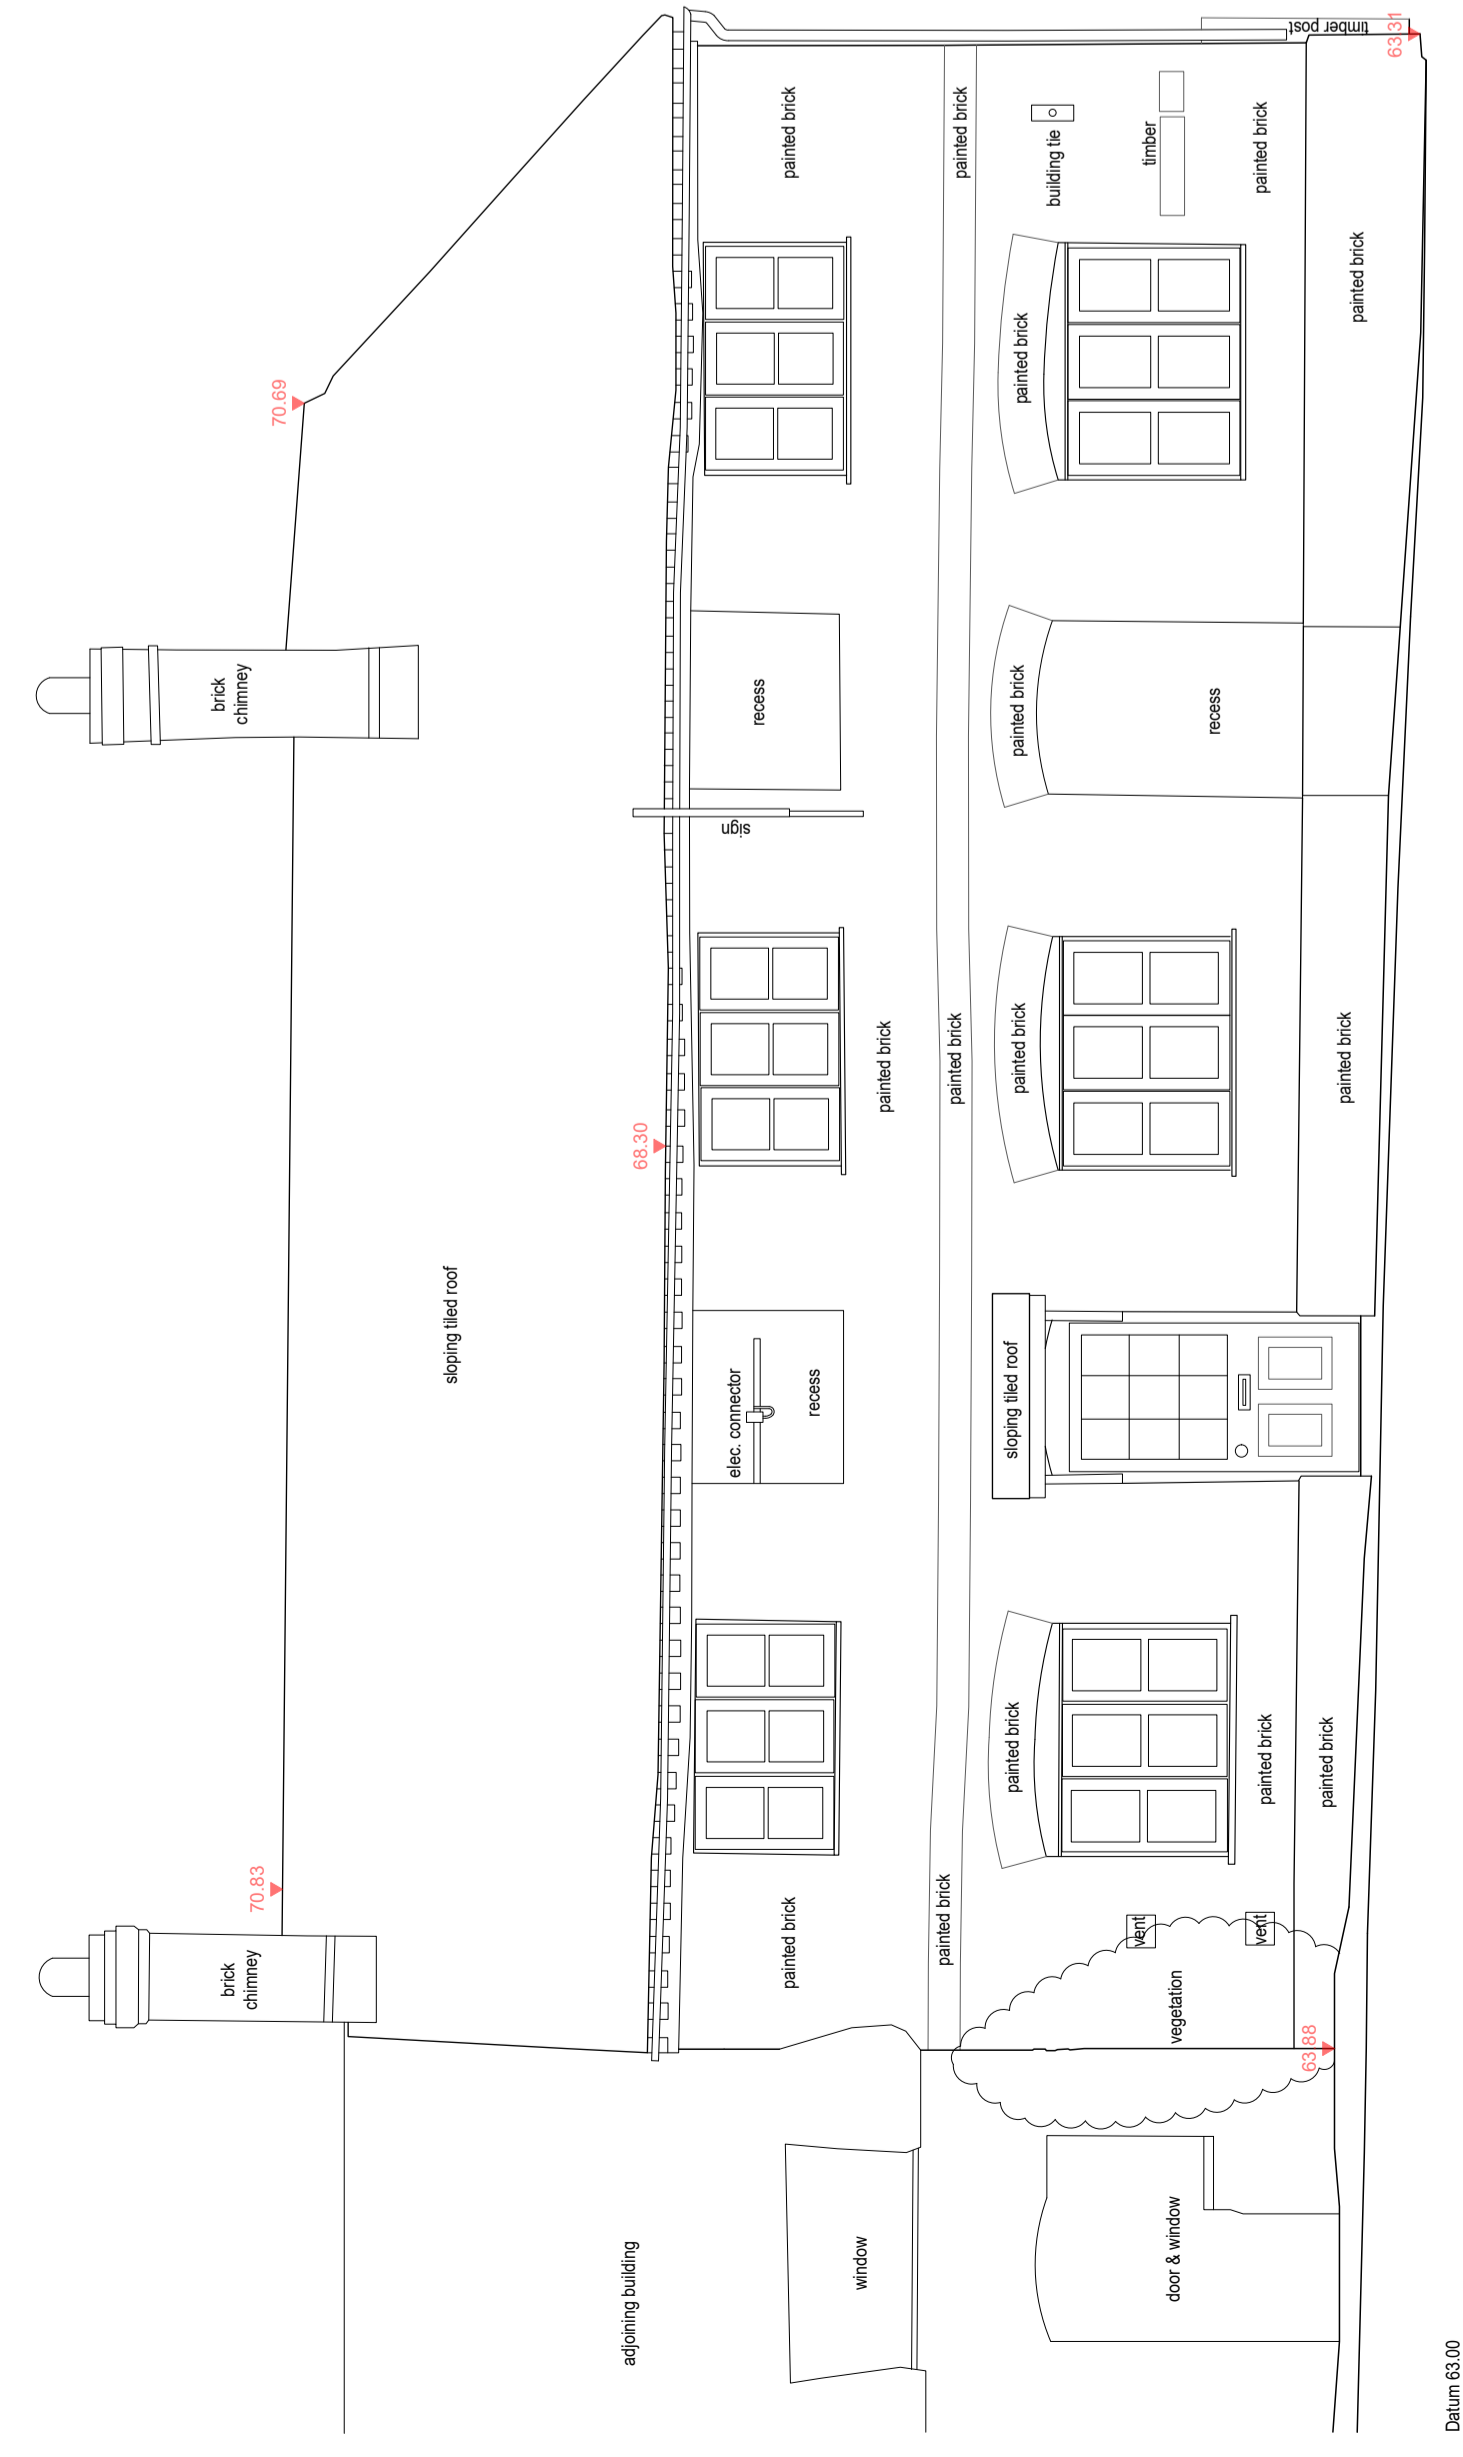 brick
chimney
brick
chimney
70.83
70.69
sloping tiled roof
68.30
adjoining building
sign
painted brick
elec. connector
recess
recess
painted brick
window
painted brick
painted brick
painted brick
painted brick
painted brick
sloping tiled roof
painted brick
painted brick
painted brick
building tie
timber
vent
vegetation
door & window
recess
vent
painted brick
painted brick
63.88
painted brick
painted brick
painted brick
timber post
63.31
Datum 63.00